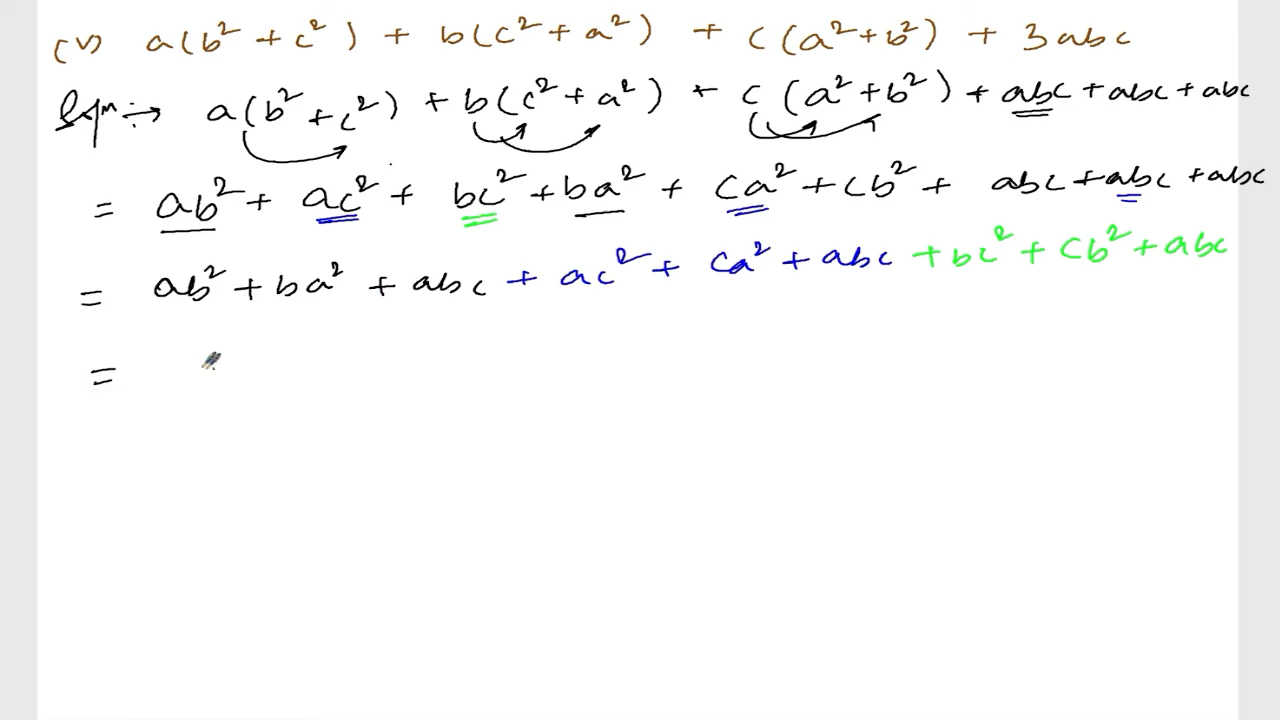 (v) a(b² + c²) + b(c² + a²) + c(a² + b²) + 3abc
a(b² + c²) + b(c² + a²) + c(a² + b²) + abc + abc + abc
= ab² + ac² + bc² + ba² + ca² + cb² + abc + abc + abc
= ab² + ba² + abc + ac² + ca² + abc + bc² + cb² + abc
=